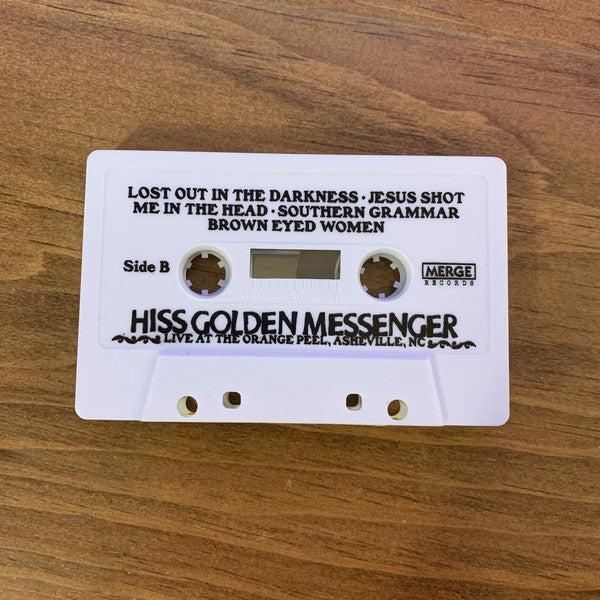 LOST OUT IN THE DARKNESS · JESUS SHOT
ME IN THE HEAD · SOUTHERN GRAMMAR
BROWN EYED WOMEN
Side B
MERGE
RECORDS
100 50 0
HISS GOLDEN MESSENGER
LIVE AT THE ORANGE PEEL, ASHEVILLE, NC